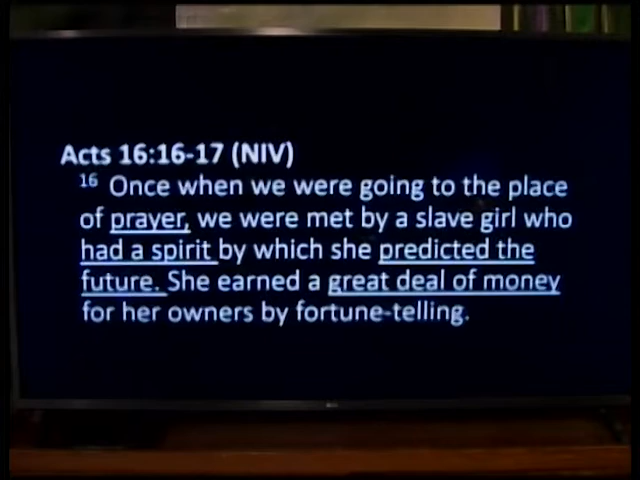 Acts 16:16-17 (NIV)
16 Once when we were going to the place
of prayer, we were met by a slave girl who
had a spirit by which she predicted the
future. She earned a great deal of money
for her owners by fortune-telling.